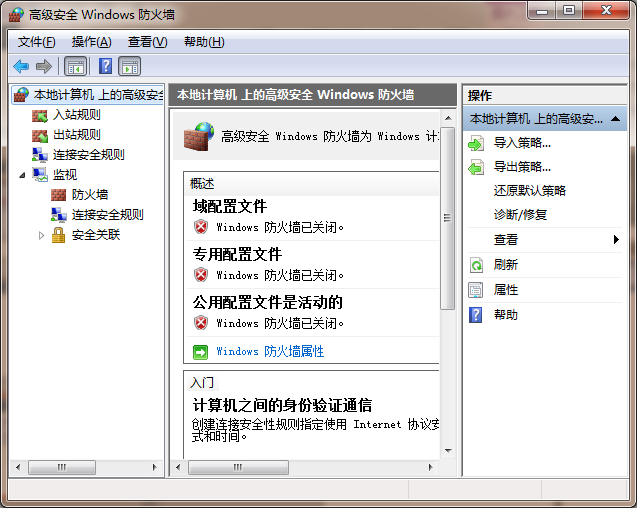 高级安全 Windows 防火墙
文件(F) 操作(A) 查看(V) 帮助(H)
本地计算机 上的高级安全
入站规则
出站规则
连接安全规则
监视
防火墙
连接安全规则
安全关联
本地计算机 上的高级安全 Windows 防火墙
高级安全 Windows 防火墙为 Windows 计
概述
域配置文件
Windows 防火墙已关闭。
专用配置文件
Windows 防火墙已关闭。
公用配置文件是活动的
Windows 防火墙已关闭。
Windows 防火墙属性
入门
计算机之间的身份验证通信
创建连接安全性规则指定使用 Internet 协议安
式和时间。
操作
本地计算机 上的高级安...
导入策略...
导出策略...
还原默认策略
诊断/修复
查看
刷新
属性
帮助